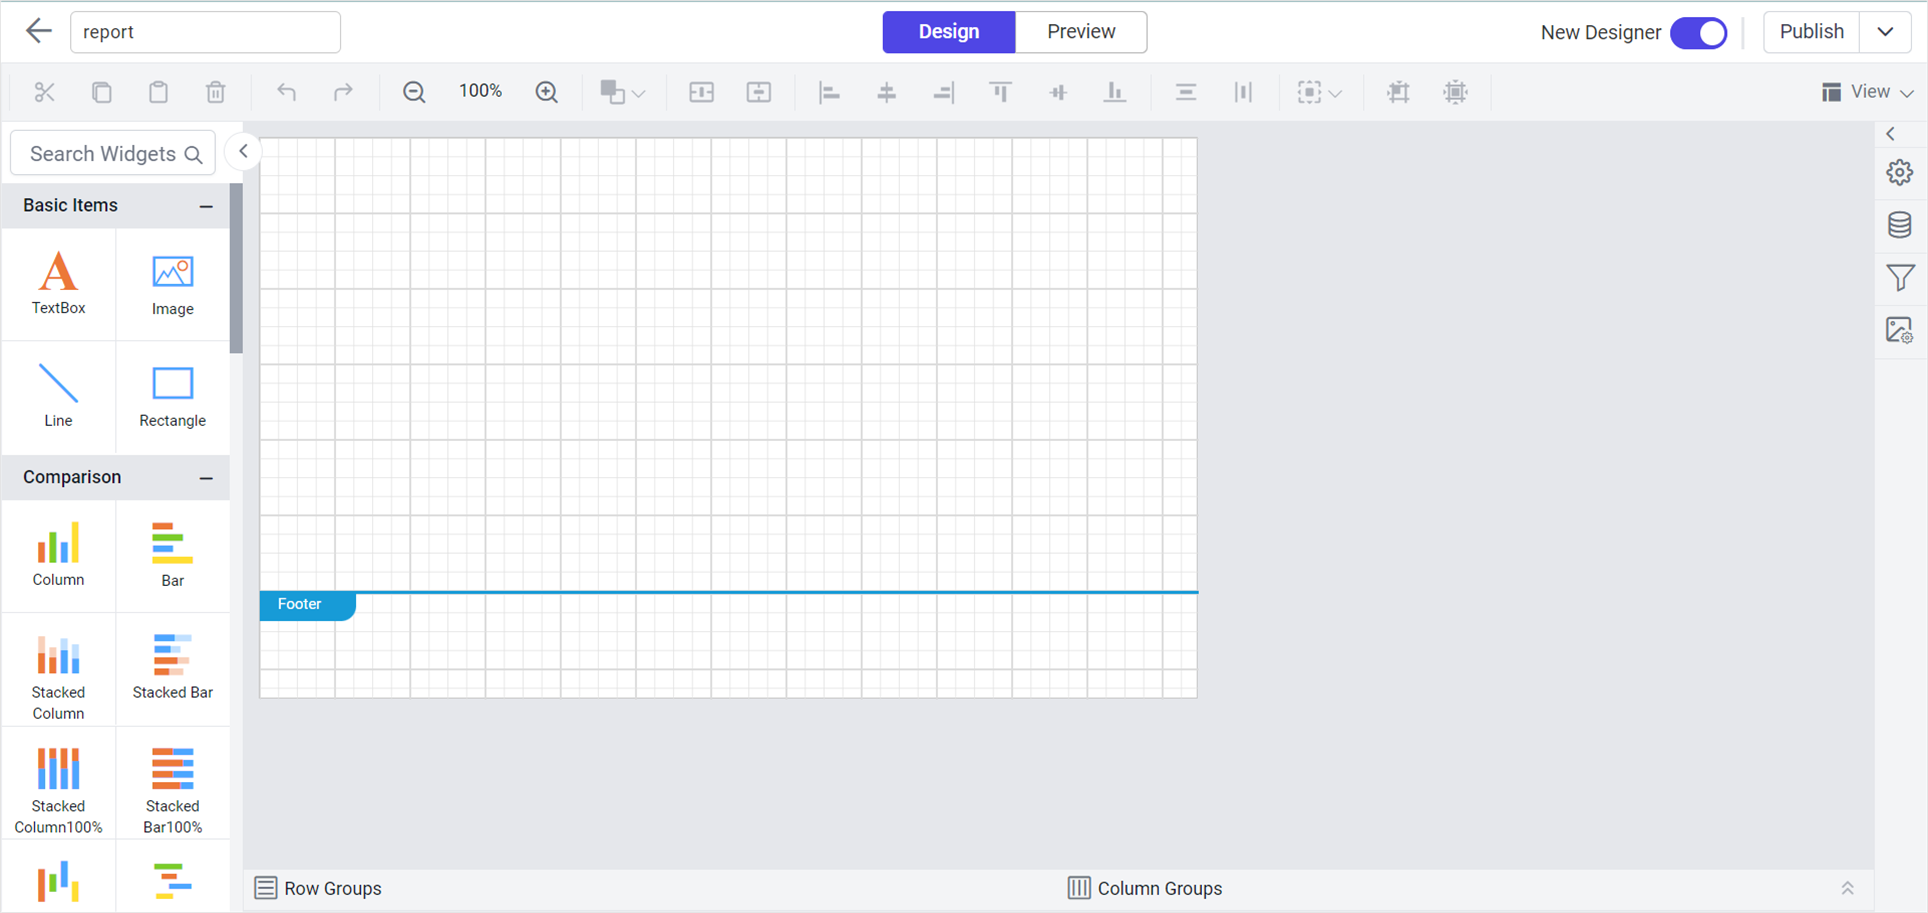 report
Design
Preview
New Designer
Publish
100%
View
Search Widgets
Basic Items
TextBox
Image
Line
Rectangle
Comparison
Column
Bar
Stacked
Column
Stacked Bar
Stacked
Column100%
Stacked
Bar100%
Footer
Row Groups
Column Groups